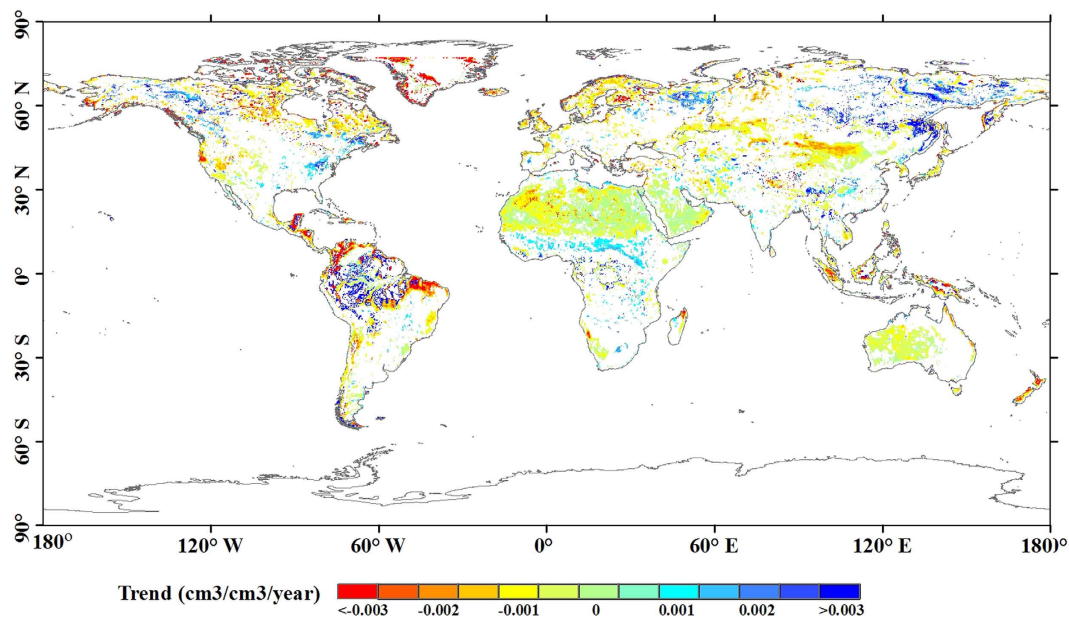 90°
60° N
30° N
0°
30° S
60° S
90°
180° 120° W 60° W 0° 60° E 120° E 180°
Trend (cm3/cm3/year)
<-0.003 -0.002 -0.001 0 0.001 0.002 >0.003